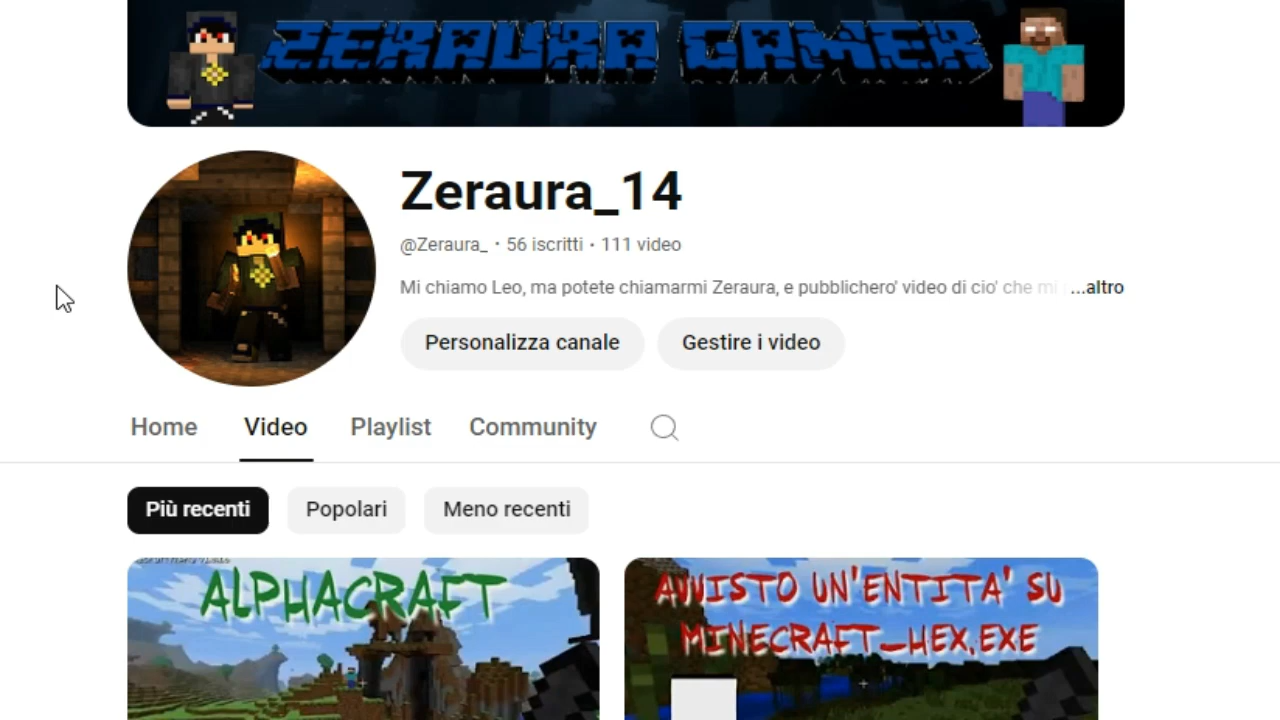 ZERAURA GAMER
Zeraura_14
@Zeraura_ · 56 iscritti · 111 video
Mi chiamo Leo, ma potete chiamarmi Zeraura, e pubblichero' video di cio' che mi ...altro
Personalizza canale Gestire i video
Home Video Playlist Community
Più recenti Popolari Meno recenti
ALPHACRAFT
AVVISTO UN'ENTITA' SU
MINECRAFT_HEX.EXE